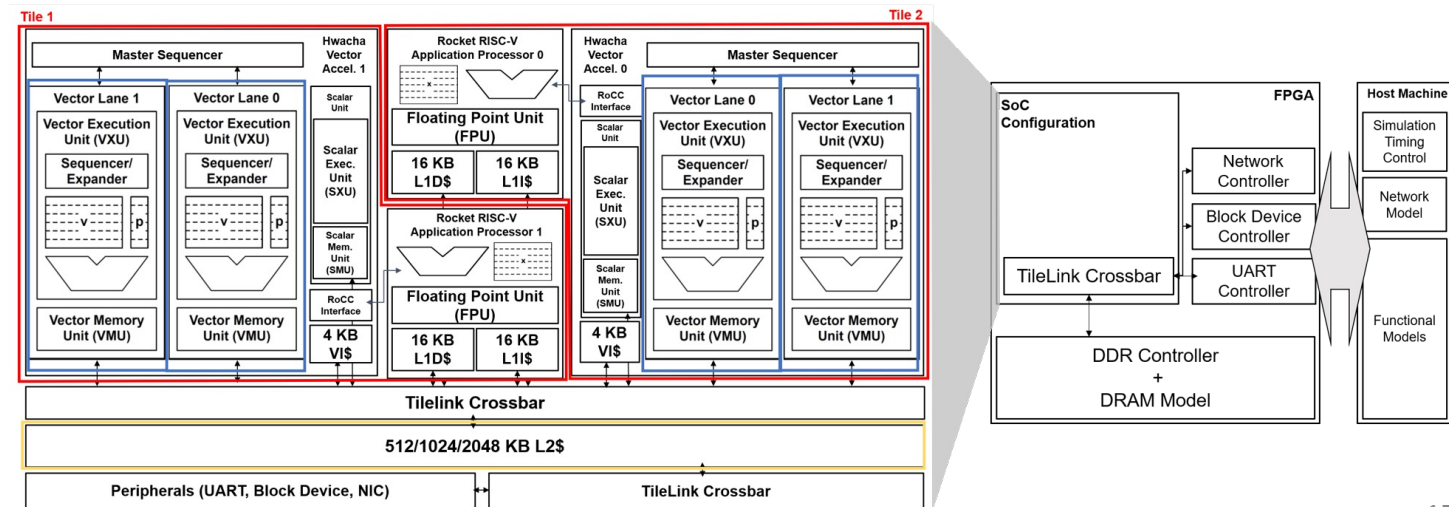 Tile 1
Tile 2
Master Sequencer
Hwacha
Vector
Accel. 1
Vector Lane 1
Vector Execution
Unit (VXU)
Sequencer/
Expander
v
p
Vector Memory
Unit (VMU)
Vector Lane 0
Vector Execution
Unit (VXU)
Sequencer/
Expander
v
p
Vector Memory
Unit (VMU)
Scalar
Unit
Scalar
Exec.
Unit
(SXU)
Scalar
Mem.
Unit
(SMU)
RoCC
Interface
4 KB
VI$
Rocket RISC-V
Application Processor 0
x
Floating Point Unit
(FPU)
16 KB
L1D$
16 KB
L1I$
Rocket RISC-V
Application Processor 1
x
Floating Point Unit
(FPU)
16 KB
L1D$
16 KB
L1I$
Hwacha
Vector
Accel. 0
RoCC
Interface
Scalar
Unit
Scalar
Exec.
Unit
(SXU)
Scalar
Mem.
Unit
(SMU)
4 KB
VI$
Master Sequencer
Vector Lane 0
Vector Execution
Unit (VXU)
Sequencer/
Expander
v
p
Vector Memory
Unit (VMU)
Vector Lane 1
Vector Execution
Unit (VXU)
Sequencer/
Expander
v
p
Vector Memory
Unit (VMU)
Tilelink Crossbar
512/1024/2048 KB L2$
Peripherals (UART, Block Device, NIC)
TileLink Crossbar
FPGA
SoC
Configuration
TileLink Crossbar
Network
Controller
Block Device
Controller
UART
Controller
DDR Controller
+
DRAM Model
Host Machine
Simulation
Timing
Control
Network
Model
Functional
Models